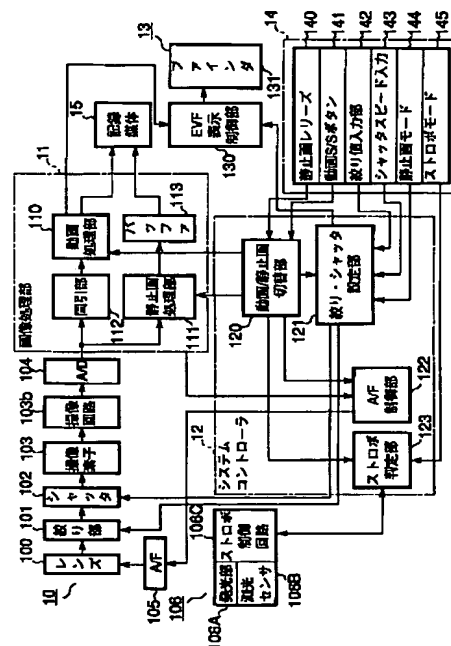 10
レンズ
100
絞り部
101
シャッタ
102
撮像素子
103
撮像回路
103b
A/D
104
A/F
105
106
発光部
測光センサ
ストロボ制御回路
106A
106B
106C
画像処理部
11
間引部
112
動画処理部
110
静止画処理部
111
バッファ
113
記録媒体
15
EVF表示制御部
130
ファインダ
13
131
システムコントローラ
12
動画/静止画切替部
120
絞り・シャッタ設定部
121
A/F制御部
122
ストロボ判定部
123
14
静止画レリーズ
140
動画S/Sボタン
141
絞り値入力部
142
シャッタスピード入力
143
静止画モード
144
ストロボモード
145